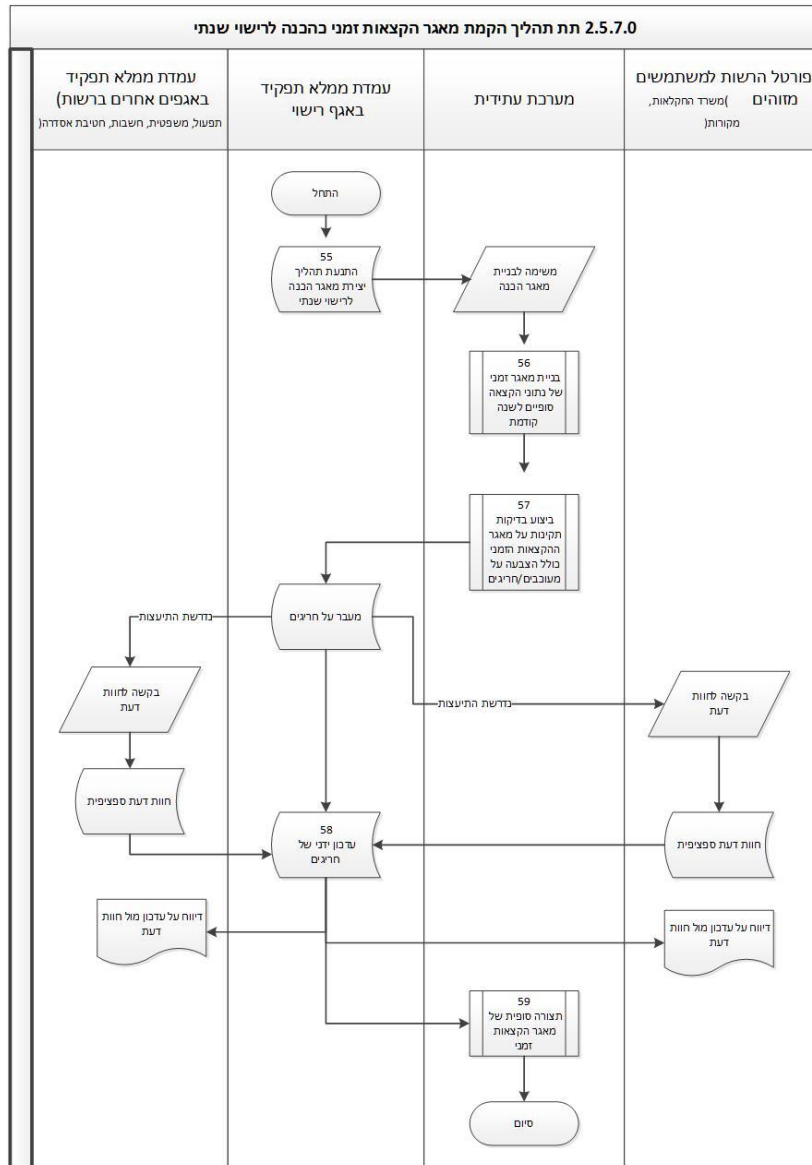 2.5.7.0 תת תהליך הקמת מאגר הקצאות זמני כהכנה לרישוי שנתי
פורטל הרשות למשתמשים
מזוהים )משרד החקלאות,
מקורות(
מערכת עתידית
עמדת ממלא תפקיד
באגף רישוי
עמדת ממלא תפקיד
באגפים אחרים ברשות)
תפעול, משפטית, חשבות, חטיבת אסדרה(
התחל
55
התנעת תהליך
יצירת מאגר הכנה
לרישוי שנתי
משימה לבניית
מאגר הכנה
56
בניית מאגר זמני
של נתוני הקצאה
סופיים לשנה
קודמת
57
ביצוע בדיקות
תקינות על מאגר
ההקצאות הזמני
כולל הצבעה על
מעוכבים/חריגים
מעבר על חריגים
נדרשת התיעצות
נדרשת התיעצות
בקשה לחוות
דעת
בקשה לחוות
דעת
חוות דעת ספציפית
חוות דעת ספציפית
58
עדכון ידני של
חריגים
דיווח על עדכון מול חוות
דעת
דיווח על עדכון מול חוות
דעת
59
תצורה סופית של
מאגר הקצאות
זמני
סיום